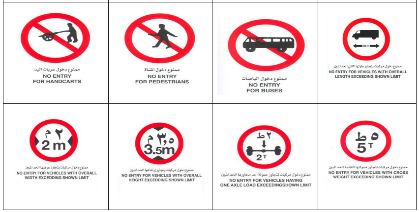 ممنوع دخول عربات اليد
NO ENTRY
FOR HANDCARTS
ممنوع دخول المشاة
NO ENTRY
FOR PEDESTRIANS
ممنوع دخول الباصات
NO ENTRY
FOR BUSES
NO ENTRY FOR VEHICLES WITH OVERALL
LENGTH EXCEEDING SHOWN LIMIT
٢ م
2 m
NO ENTRY FOR VEHICLES WITH OVERALL
WIDTH EXCEEDING SHOWN LIMIT
٣٫٥ م
3.5m
NO ENTRY FOR VEHICLES WITH OVERALL
HEIGHT EXCEEDING SHOWN LIMIT
٢ ط
2T
NO ENTRY FOR VEHICLES HAVING
ONE AXLE LOAD EXCEEDINGSHOWN LIMIT
٥ ط
5T
NO ENTRY FOR VEHICLES WITH CROSS
WEIGHT EXCEEDING SHOWN LIMIT